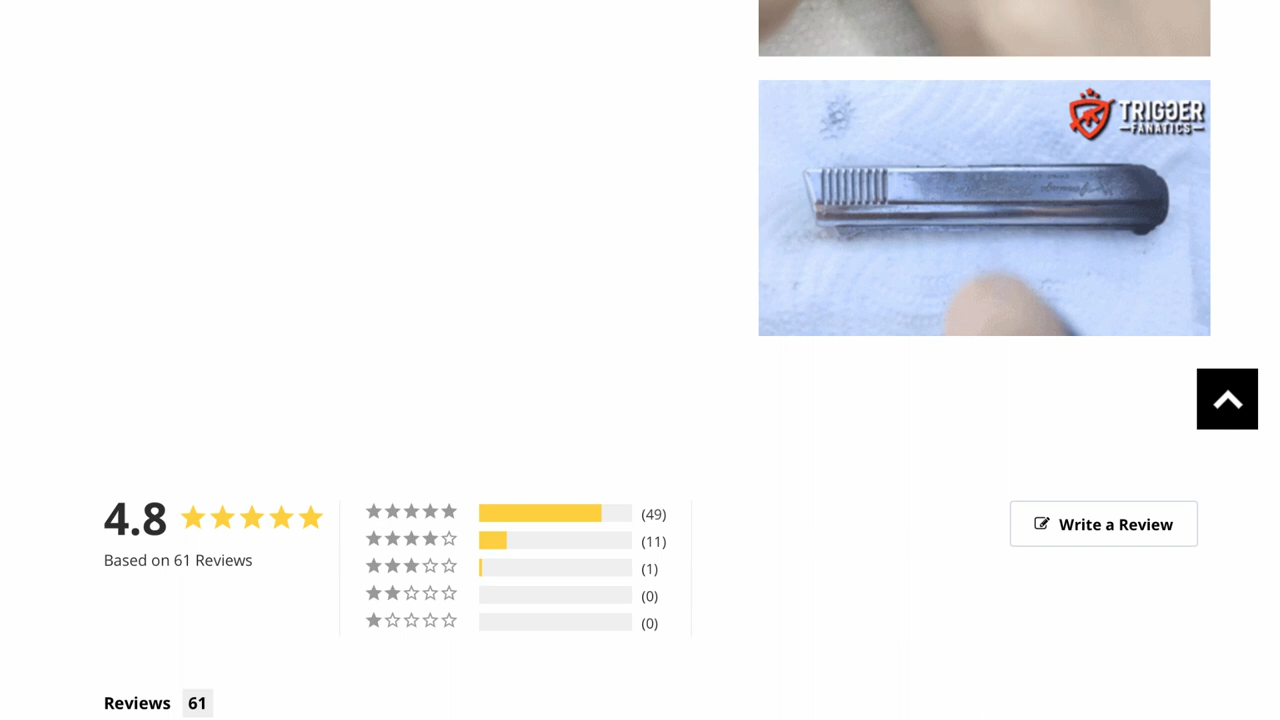 TRIGGER
FANATICS
4.8
Based on 61 Reviews
(49)
(11)
(1)
(0)
(0)
Write a Review
Reviews 61